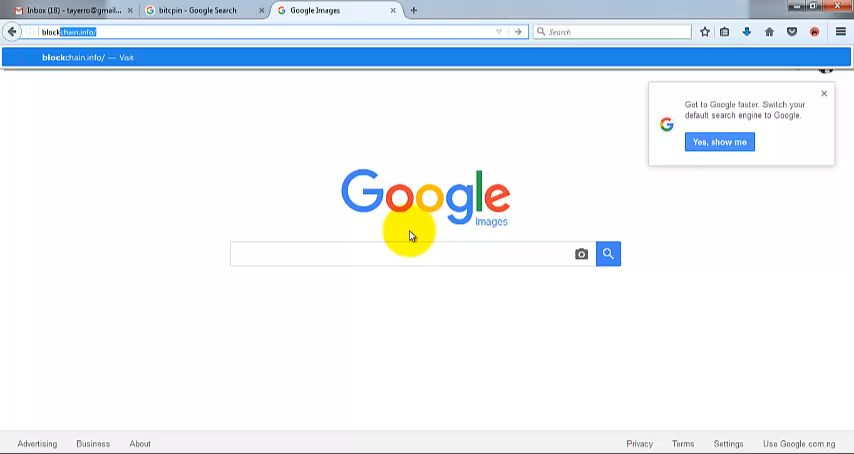 Inbox (18) - tayerro@gmail...
bitcpin - Google Search
Google Images
blockchain.info/
Search
blockchain.info/ — Visit
Get to Google faster. Switch your
default search engine to Google.
Yes, show me
Google
Images
Advertising Business About
Privacy Terms Settings Use Google.com.ng